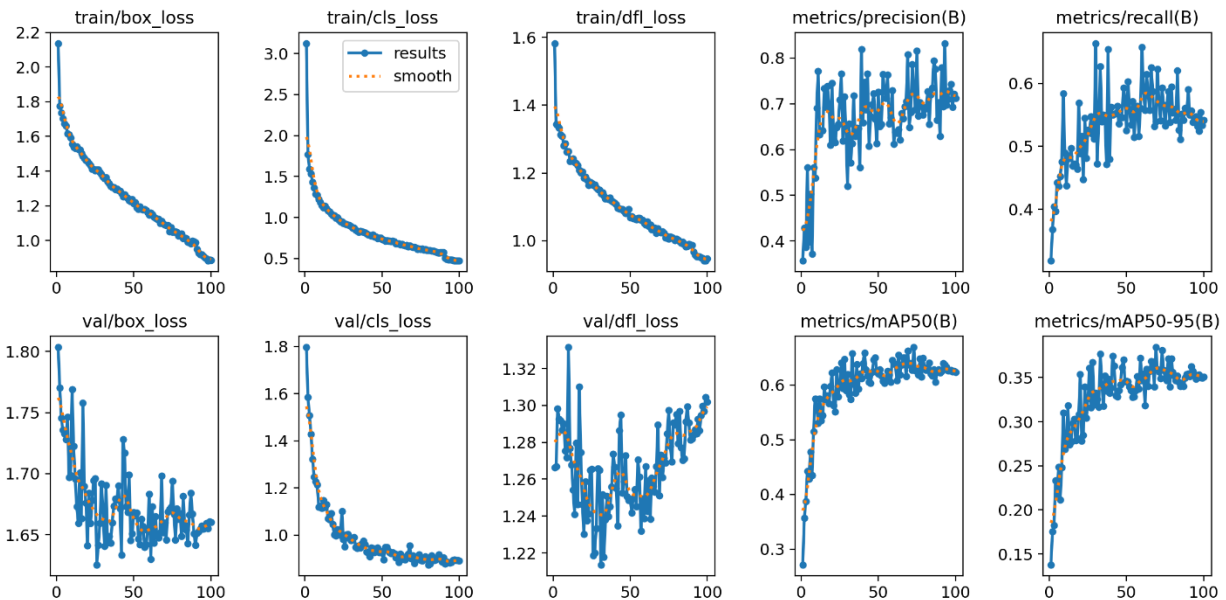 train/box_loss
train/cls_loss
train/dfl_loss
metrics/precision(B)
metrics/recall(B)
2.2
2.0
1.8
1.6
1.4
1.2
1.0
0 50 100
3.0
2.5
2.0
1.5
1.0
0.5
results
smooth
0 50 100
1.6
1.4
1.2
1.0
0 50 100
0.8
0.7
0.6
0.5
0.4
0 50 100
0.6
0.5
0.4
0 50 100
val/box_loss
val/cls_loss
val/dfl_loss
metrics/mAP50(B)
metrics/mAP50-95(B)
1.80
1.75
1.70
1.65
0 50 100
1.8
1.6
1.4
1.2
1.0
0 50 100
1.32
1.30
1.28
1.26
1.24
1.22
0 50 100
0.6
0.5
0.4
0.3
0 50 100
0.35
0.30
0.25
0.20
0.15
0 50 100